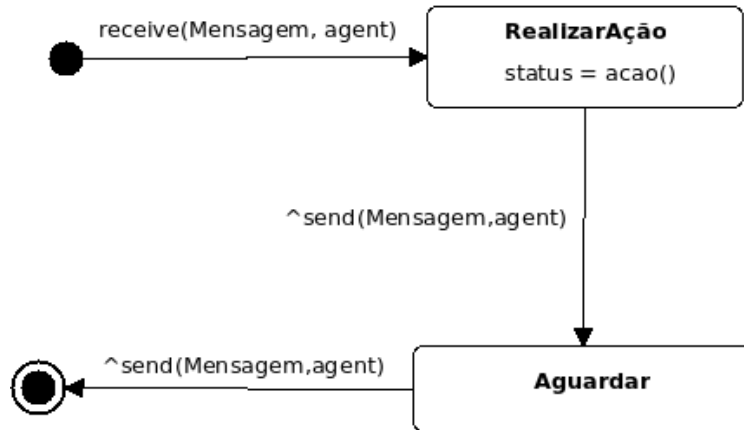 receive(Mensagem, agent)
RealizarAção
status = acao()
^send(Mensagem,agent)
^send(Mensagem,agent)
Aguardar